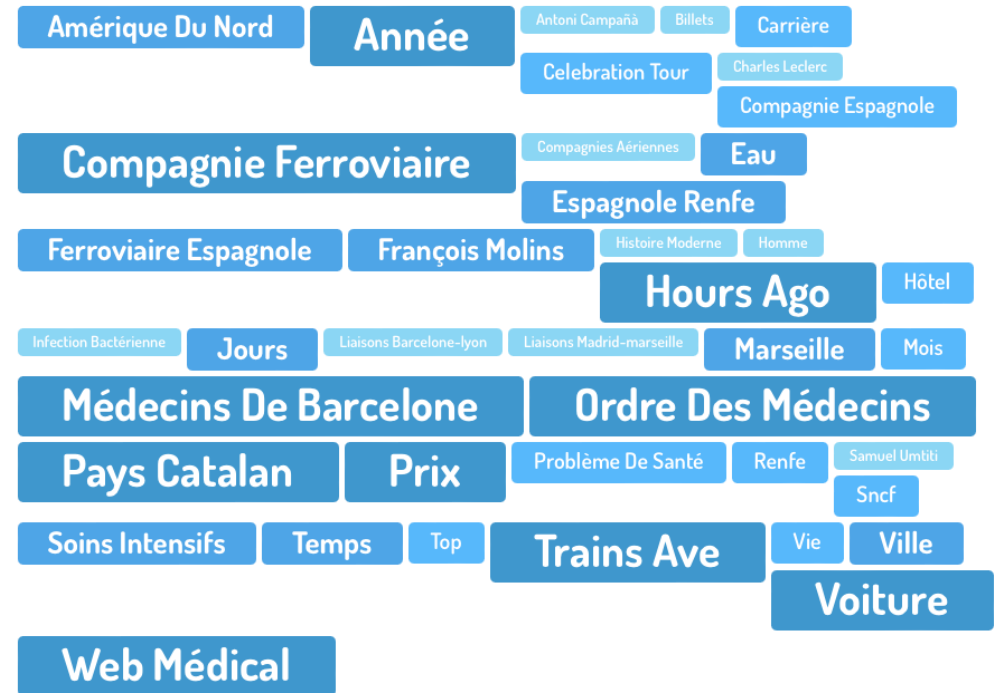 Amérique Du Nord
Année
Antoni Campañà
Billets
Carrière
Celebration Tour
Charles Leclerc
Compagnie Espagnole
Compagnie Ferroviaire
Compagnies Aériennes
Eau
Espagnole Renfe
Ferroviaire Espagnole
François Molins
Histoire Moderne
Homme
Hours Ago
Hôtel
Infection Bactérienne
Jours
Liaisons Barcelone-lyon
Liaisons Madrid-marseille
Marseille
Mois
Médecins De Barcelone
Ordre Des Médecins
Pays Catalan
Prix
Problème De Santé
Renfe
Samuel Umtiti
Sncf
Soins Intensifs
Temps
Top
Trains Ave
Vie
Ville
Voiture
Web Médical